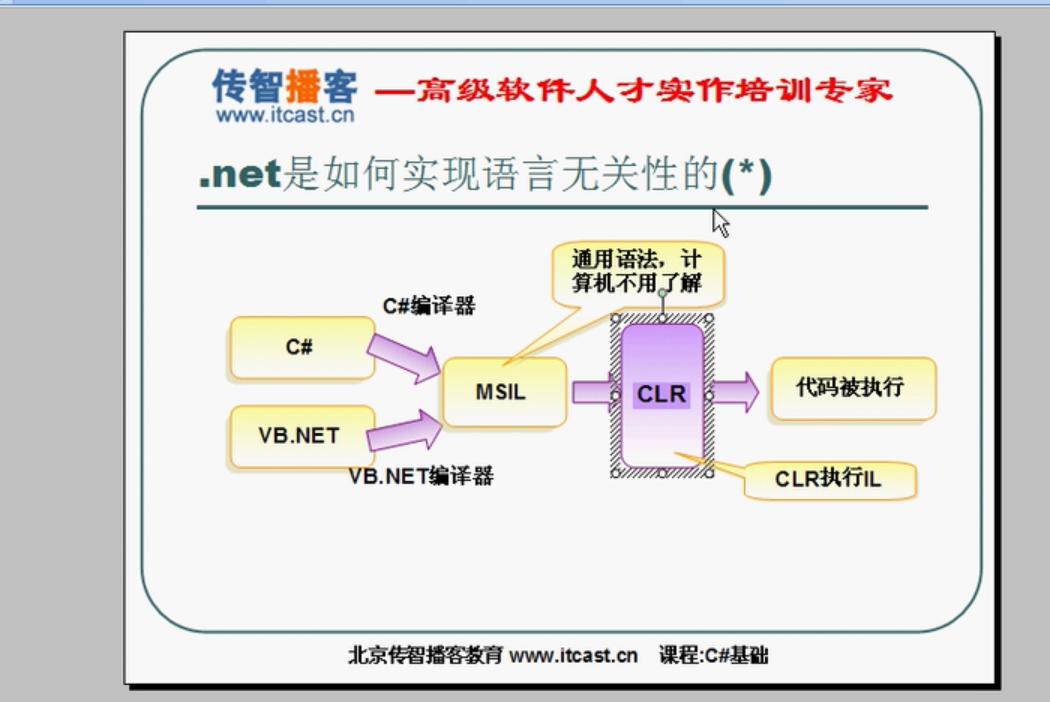 传智播客 —高级软件人才实作培训专家
www.itcast.cn
.net是如何实现语言无关性的(*)
通用语法，计
算机不用了解
C#编译器
C#
MSIL
CLR
代码被执行
VB.NET
VB.NET编译器
CLR执行IL
北京传智播客教育 www.itcast.cn 课程:C#基础